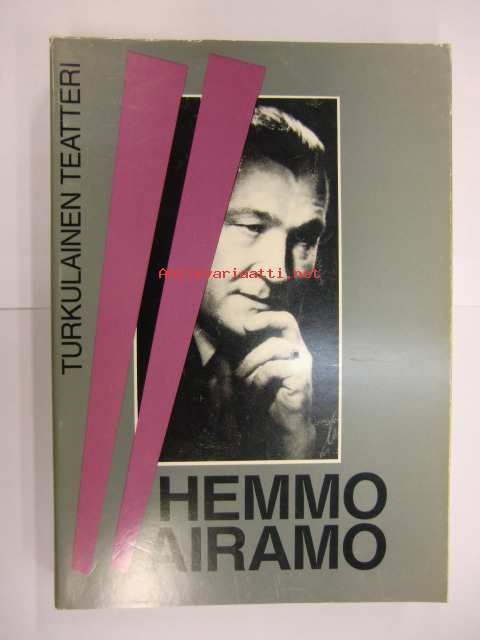 TURKULAINEN TEATTERI
Antikvariaatti.net
HEMMO
AIRAMO